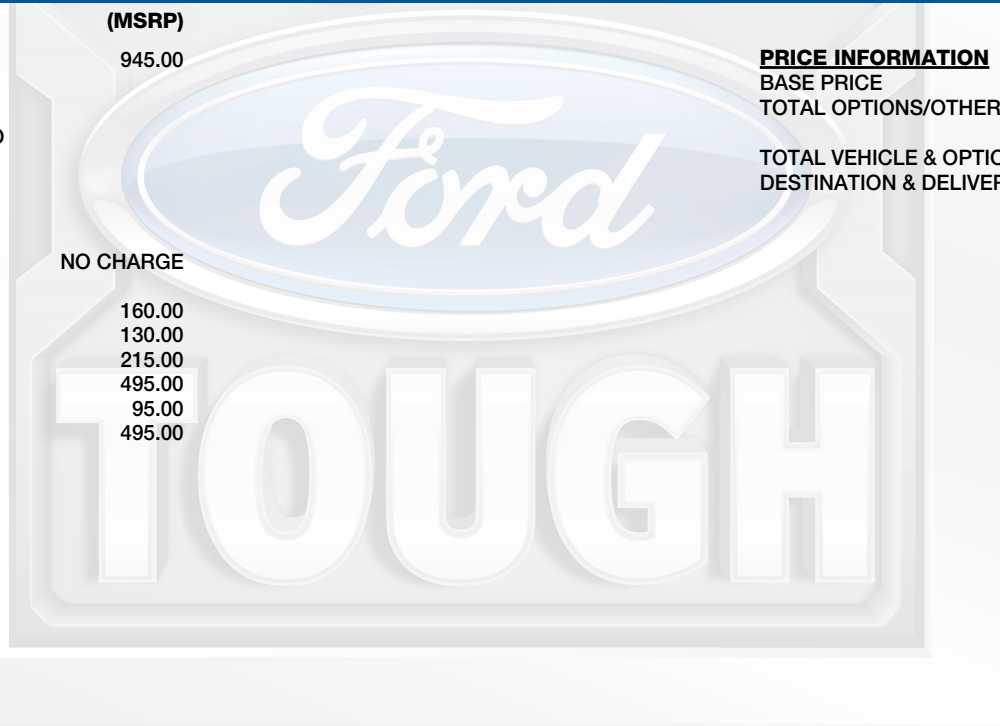 (MSRP)
945.00
NO CHARGE
160.00
130.00
215.00
495.00
95.00
495.00
PRICE INFORMATION
BASE PRICE
TOTAL OPTIONS/OTHER
TOTAL VEHICLE & OPTIO
DESTINATION & DELIVER
Ford
TOUGH